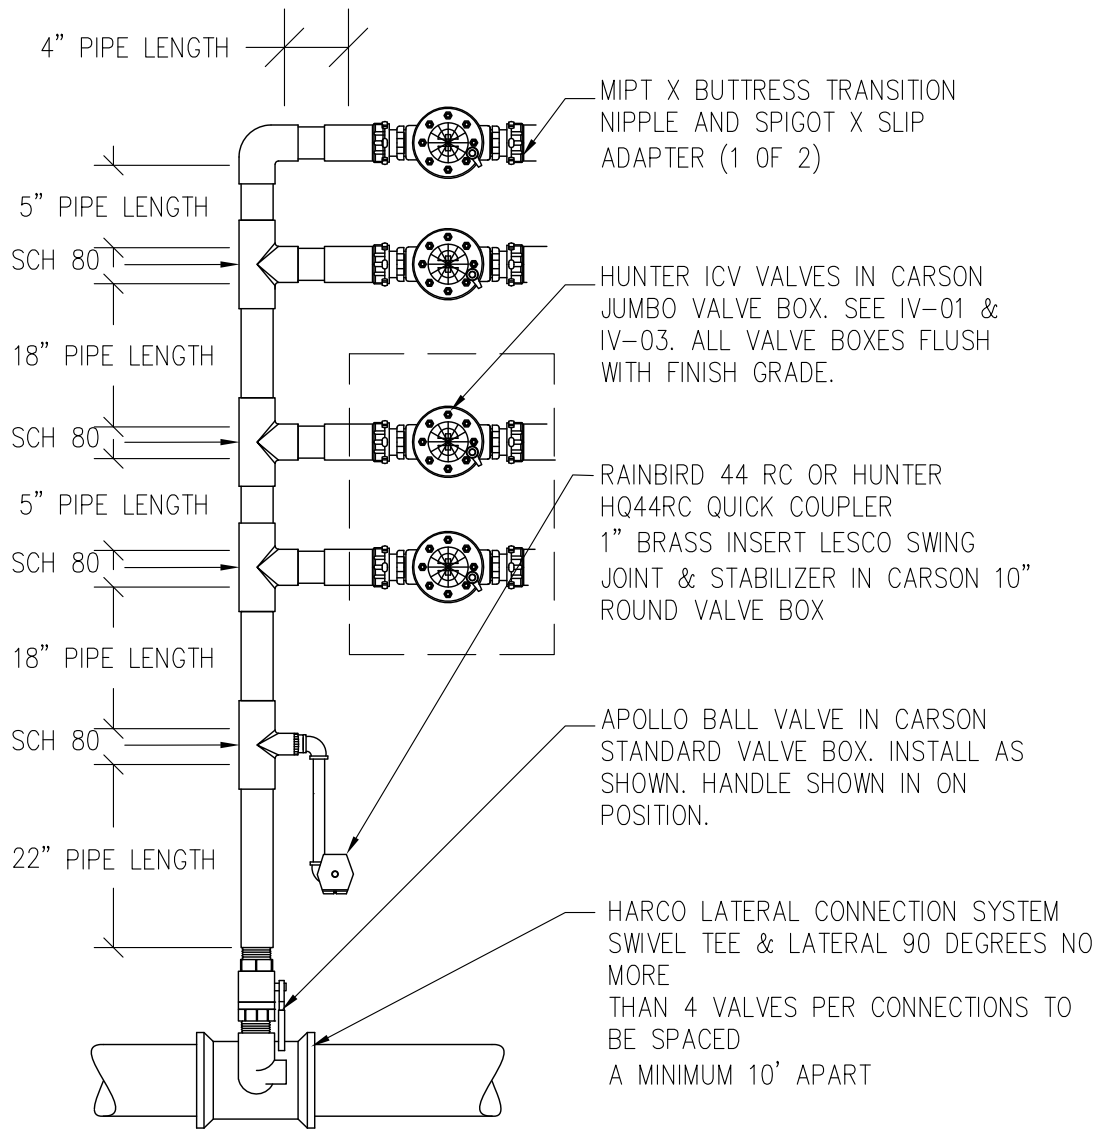 4” PIPE LENGTH
MIPT X BUTTRESS TRANSITION
NIPPLE AND SPIGOT X SLIP
ADAPTER (1 OF 2)
5” PIPE LENGTH
SCH 80
HUNTER ICV VALVES IN CARSON
JUMBO VALVE BOX. SEE IV-01 &
IV-03. ALL VALVE BOXES FLUSH
WITH FINISH GRADE.
18” PIPE LENGTH
SCH 80
RAINBIRD 44 RC OR HUNTER
HQ44RC QUICK COUPLER
1” BRASS INSERT LESCO SWING
JOINT & STABILIZER IN CARSON 10”
ROUND VALVE BOX
5” PIPE LENGTH
SCH 80
18” PIPE LENGTH
SCH 80
APOLLO BALL VALVE IN CARSON
STANDARD VALVE BOX. INSTALL AS
SHOWN. HANDLE SHOWN IN ON
POSITION.
22” PIPE LENGTH
HARCO LATERAL CONNECTION SYSTEM
SWIVEL TEE & LATERAL 90 DEGREES NO
MORE
THAN 4 VALVES PER CONNECTIONS TO
BE SPACED
A MINIMUM 10’ APART